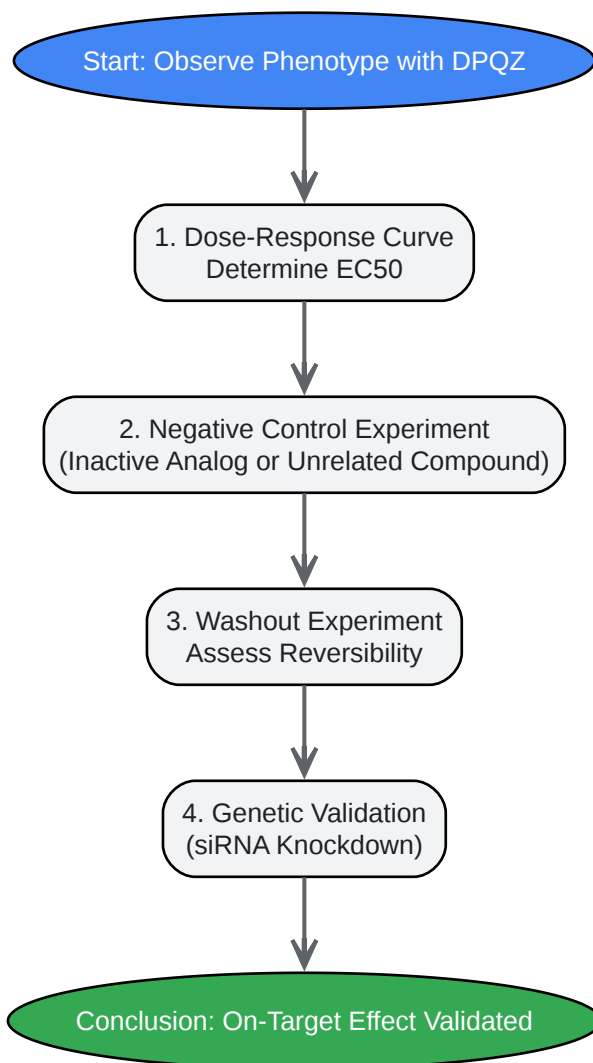 Start: Observe Phenotype with DPQZ
1. Dose-Response Curve
Determine EC50
2. Negative Control Experiment
(Inactive Analog or Unrelated Compound)
3. Washout Experiment
Assess Reversibility
4. Genetic Validation
(siRNA Knockdown)
Conclusion: On-Target Effect Validated